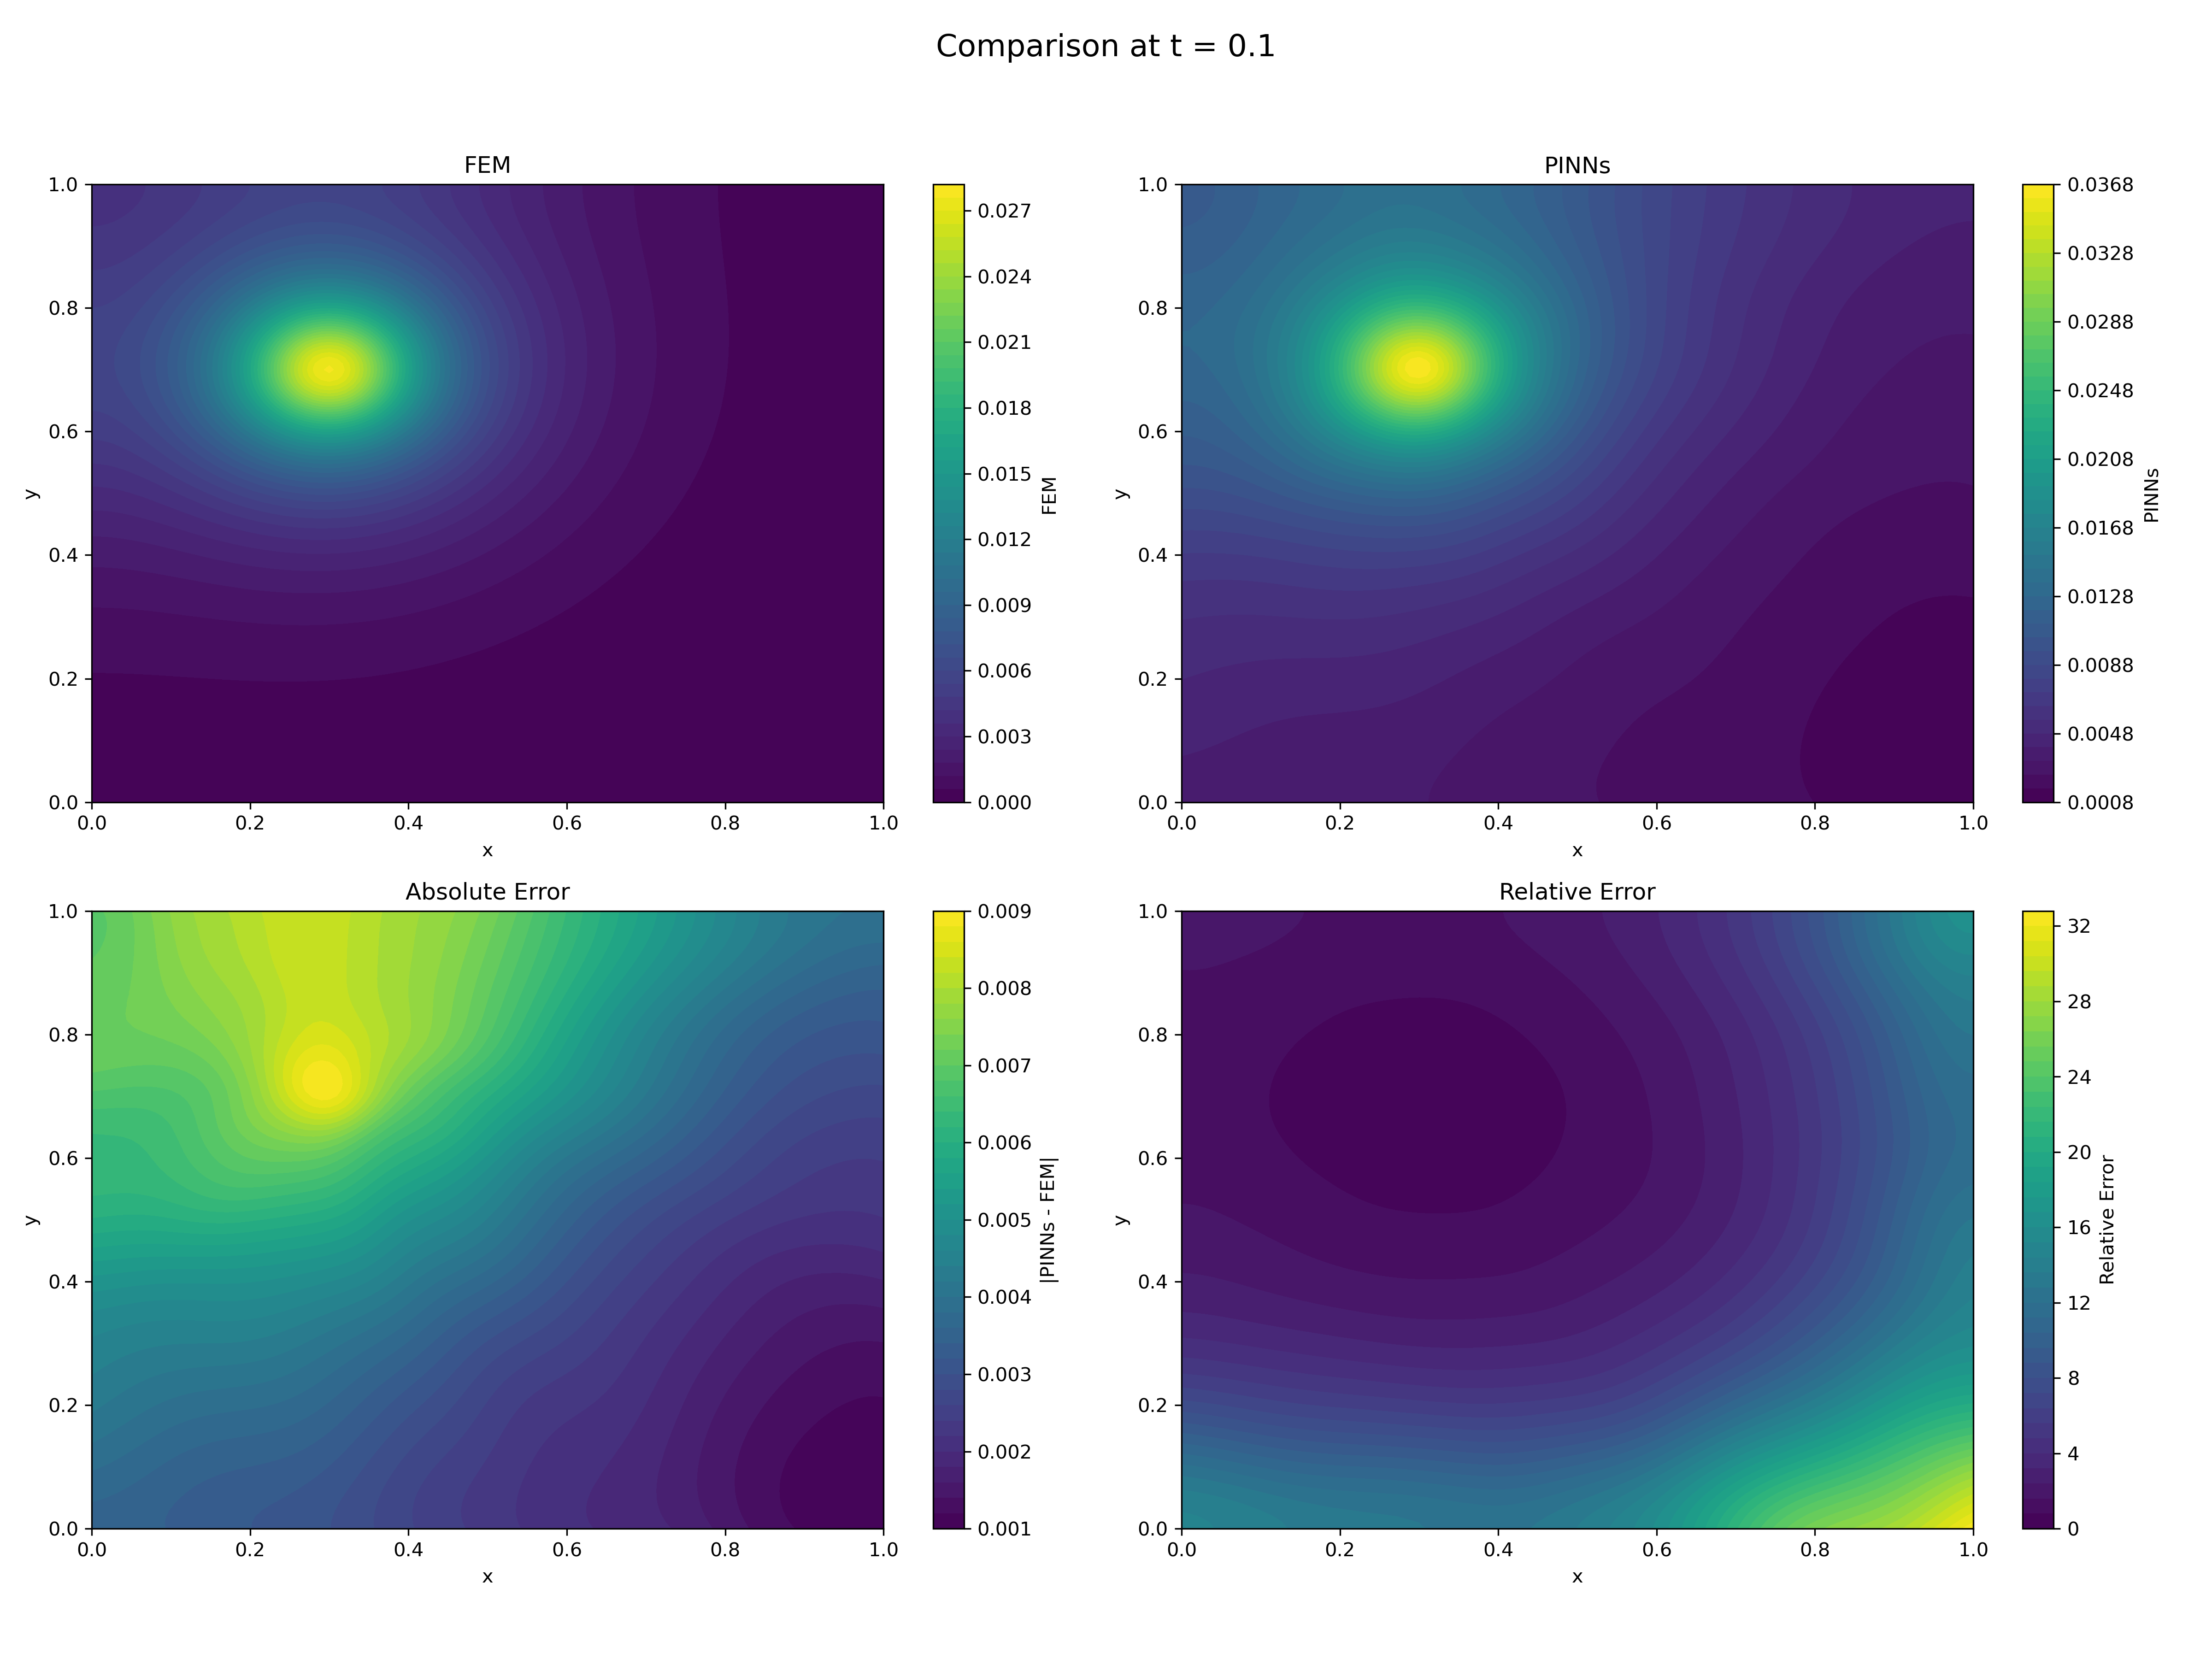 Comparison at t = 0.1
FEM
1.0
0.8
0.6
0.4
0.2
0.0
y
0.0 0.2 0.4 0.6 0.8 1.0
x
0.027
0.024
0.021
0.018
0.015
0.012
0.009
0.006
0.003
0.000
FEM
PINNs
1.0
0.8
0.6
0.4
0.2
0.0
y
0.0 0.2 0.4 0.6 0.8 1.0
x
0.0368
0.0328
0.0288
0.0248
0.0208
0.0168
0.0128
0.0088
0.0048
0.0008
PINNs
Absolute Error
1.0
0.8
0.6
0.4
0.2
0.0
y
0.0 0.2 0.4 0.6 0.8 1.0
x
0.009
0.008
0.007
0.006
0.005
0.004
0.003
0.002
0.001
|PINNs - FEM|
Relative Error
1.0
0.8
0.6
0.4
0.2
0.0
y
0.0 0.2 0.4 0.6 0.8 1.0
x
32
28
24
20
16
12
8
4
0
Relative Error